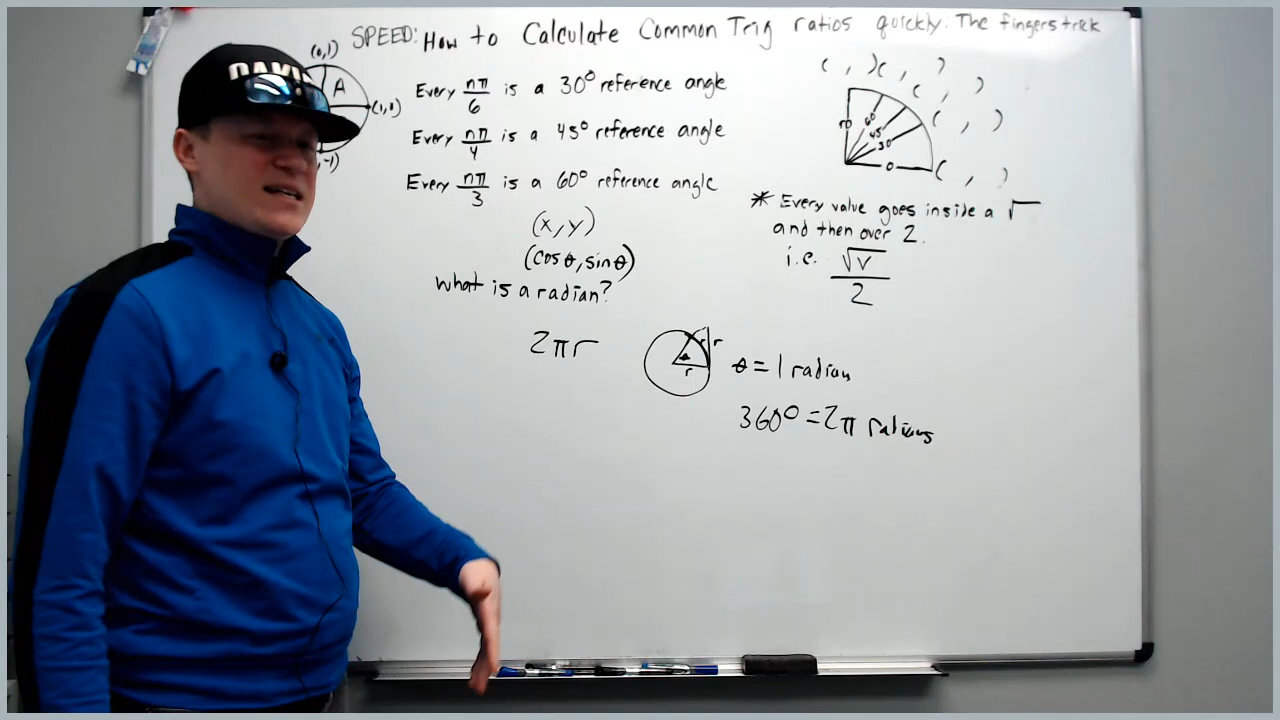 SPEED: How to Calculate Common Trig ratios quickly: The fingers trick
(0,1)
A
(1,0)
,-1)
Every nπ/6 is a 30° reference angle
Every nπ/4 is a 45° reference angle
Every nπ/3 is a 60° reference angle
(x,y)
(cosθ,sinθ)
what is a radian?
2πr
( , )( , )
( , )
( , )
( , )
60
45
30
0
* Every value goes inside a √
and then over 2.
i.e. √v/2
r
r
r
θ = 1 radian
360° = 2π radians